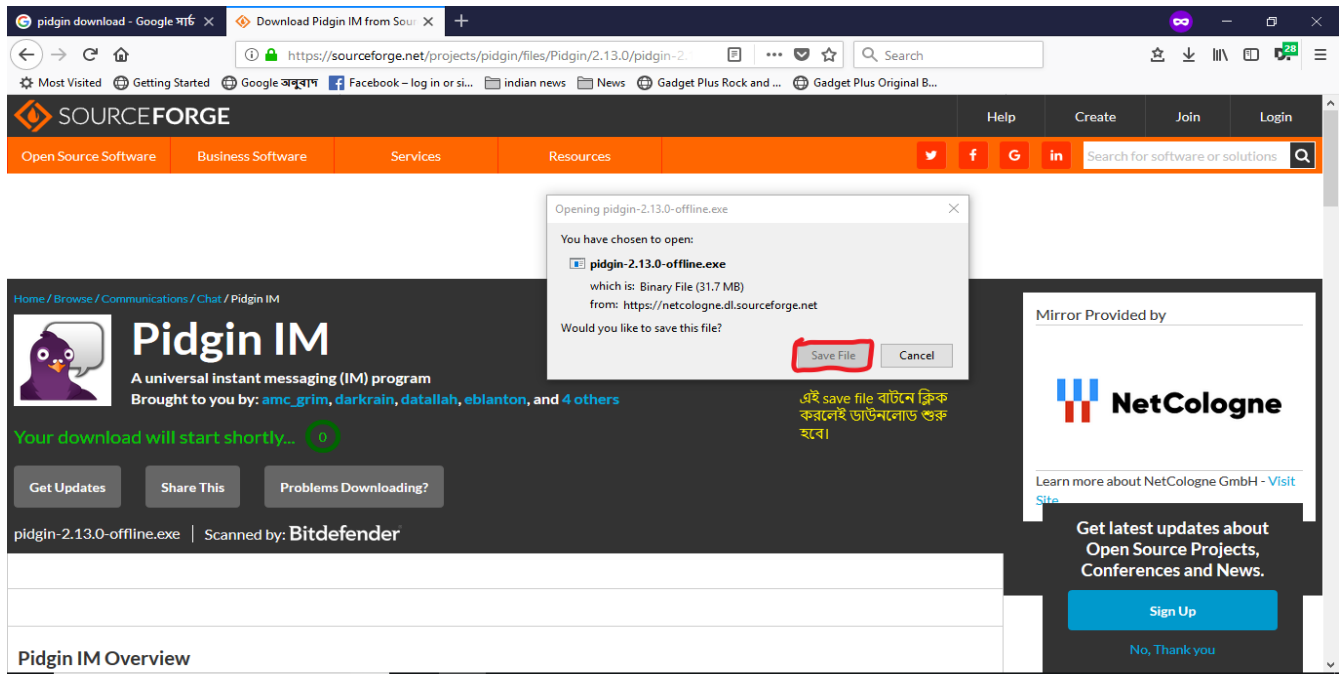 pidgin download - Google সার্চ
Download Pidgin IM from Sour
https://sourceforge.net/projects/pidgin/files/Pidgin/2.13.0/pidgin-2.
Search
28
Most Visited
Getting Started
Google অনুবাদ
Facebook – log in or si...
indian news
News
Gadget Plus Rock and ...
Gadget Plus Original B...
SOURCEFORGE
Help
Create
Join
Login
Open Source Software
Business Software
Services
Resources
Search for software or solutions
Opening pidgin-2.13.0-offline.exe
You have chosen to open:
pidgin-2.13.0-offline.exe
which is: Binary File (31.7 MB)
from: https://netcologne.dl.sourceforge.net
Would you like to save this file?
Save File
Cancel
এই save file বাটনে ক্লিক
করলেই ডাউনলোড শুরু
হবে।
Home / Browse / Communications / Chat / Pidgin IM
Pidgin IM
A universal instant messaging (IM) program
Brought to you by: amc_grim, darkrain, datallah, eblanton, and 4 others
Your download will start shortly... 0
Get Updates
Share This
Problems Downloading?
pidgin-2.13.0-offline.exe | Scanned by: Bitdefender
Pidgin IM Overview
Mirror Provided by
NetCologne
Learn more about NetCologne GmbH - Visit
Site
Get latest updates about
Open Source Projects,
Conferences and News.
Sign Up
No, Thank you